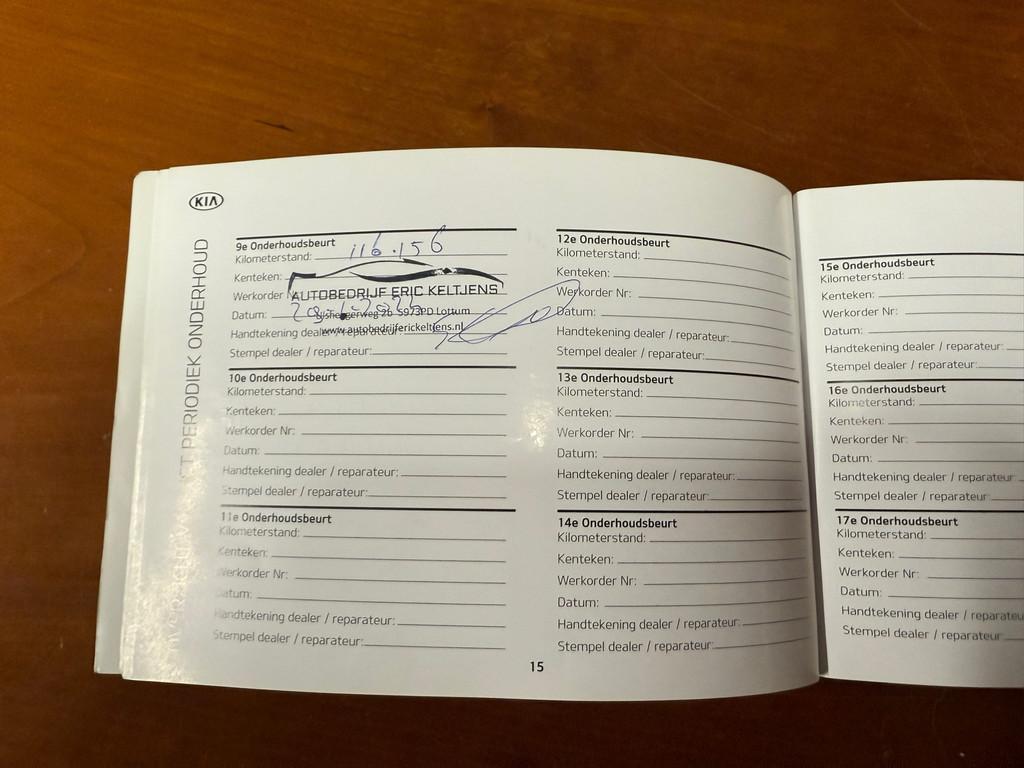 KIA
PERIODIEK ONDERHOUD
9e Onderhoudsbeurt
Kilometerstand: 116.156
Kenteken:
Werkorder
AUTOBEDRIJF ERIC KELTJENS
Datum:
2b 5973PD Lottum
Handtekening dealer / reparateur:
www.autobedrijferickeltjens.nl
Stempel dealer / reparateur:
10e Onderhoudsbeurt
Kilometerstand:
Kenteken:
Werkorder Nr:
Datum:
Handtekening dealer / reparateur:
Stempel dealer / reparateur:
11e Onderhoudsbeurt
Kilometerstand:
Kenteken:
Werkorder Nr:
Datum:
Handtekening dealer / reparateur:
Stempel dealer / reparateur:
12e Onderhoudsbeurt
Kilometerstand:
Kenteken:
Werkorder Nr:
Datum:
Handtekening dealer / reparateur:
Stempel dealer / reparateur:
13e Onderhoudsbeurt
Kilometerstand:
Kenteken:
Werkorder Nr:
Datum:
Handtekening dealer / reparateur:
Stempel dealer / reparateur:
14e Onderhoudsbeurt
Kilometerstand:
Kenteken:
Werkorder Nr:
Datum:
Handtekening dealer / reparateur:
Stempel dealer / reparateur:
15
15e Onderhoudsbeurt
Kilometerstand:
Kenteken:
Werkorder Nr:
Datum:
Handtekening dealer / reparateur:
Stempel dealer / reparateur:
16e Onderhoudsbeurt
Kilometerstand:
Kenteken:
Werkorder Nr:
Datum:
Handtekening dealer / reparateur:
Stempel dealer / reparateur:
17e Onderhoudsbeurt
Kilometerstand:
Kenteken:
Werkorder Nr:
Datum:
Handtekening dealer / reparateu
Stempel dealer / reparateur: